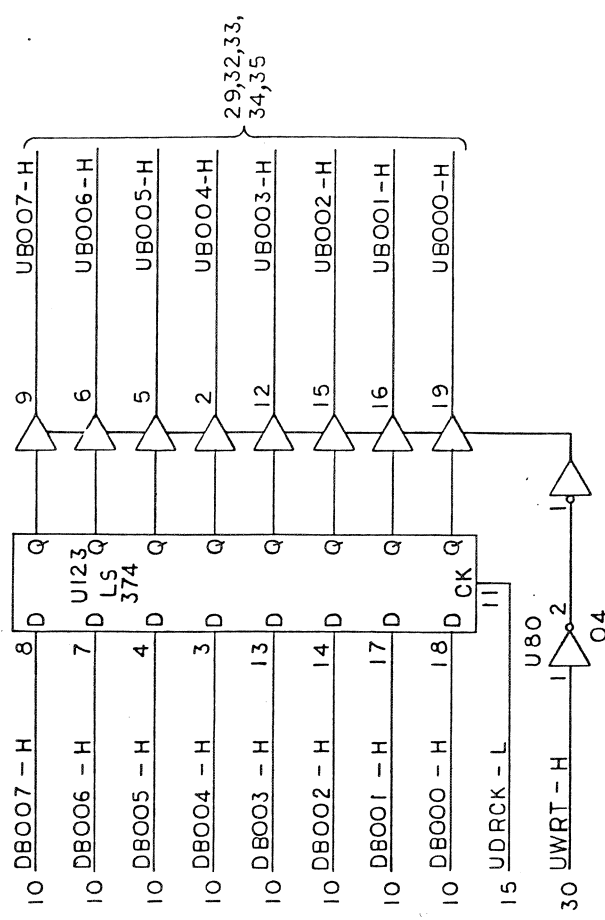 10 DB007-H 8 D Q 9 UB007-H
10 DB006-H 7 D Q 6 UB006-H
10 DB005-H 4 D Q 5 UB005-H
10 DB004-H 3 D Q 2 UB004-H
10 DB003-H 13 D Q 12 UB003-H
10 DB002-H 14 D Q 15 UB002-H
10 DB001-H 17 D Q 16 UB001-H
10 DB000-H 18 D Q 19 UB000-H
U123
LS
374
CK
11
15 UDRCK-L
U80
30 UWRT-H 1 2 1
04
29,32,33,
34,35